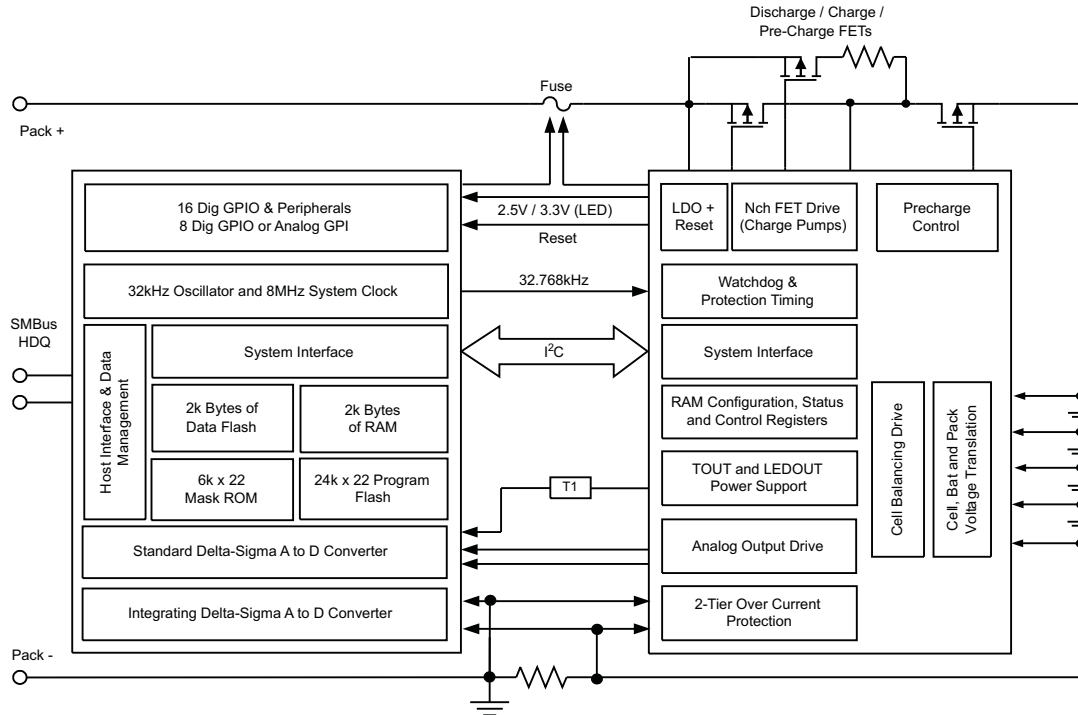 Discharge / Charge /
Pre-Charge FETs
Fuse
Pack +
16 Dig GPIO & Peripherals
8 Dig GPIO or Analog GPI
2.5V / 3.3V (LED)
Reset
LDO +
Reset
Nch FET Drive
(Charge Pumps)
Precharge
Control
32kHz Oscillator and 8MHz System Clock
32.768kHz
Watchdog &
Protection Timing
SMBus
HDQ
Host Interface & Data
Management
System Interface
I²C
System Interface
2k Bytes of
Data Flash
2k Bytes
of RAM
RAM Configuration, Status
and Control Registers
Cell Balancing Drive
Cell, Bat and Pack
Voltage Translation
6k x 22
Mask ROM
24k x 22 Program
Flash
T1
TOUT and LEDOUT
Power Support
Standard Delta-Sigma A to D Converter
Analog Output Drive
Integrating Delta-Sigma A to D Converter
2-Tier Over Current
Protection
Pack -